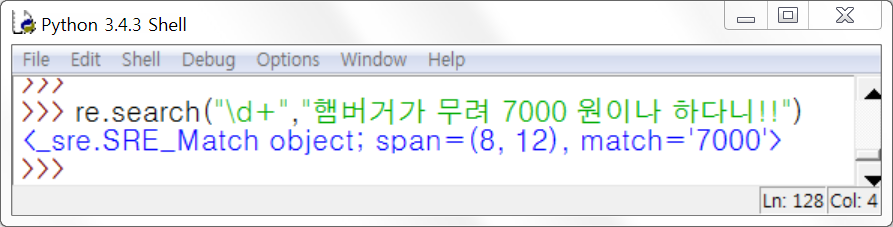 Python 3.4.3 Shell
File Edit Shell Debug Options Window Help
>>>
>>> re.search("\d+","햄버거가 무려 7000 원이나 하다니!!")
<_sre.SRE_Match object; span=(8, 12), match='7000'>
>>>
Ln: 128 Col: 4